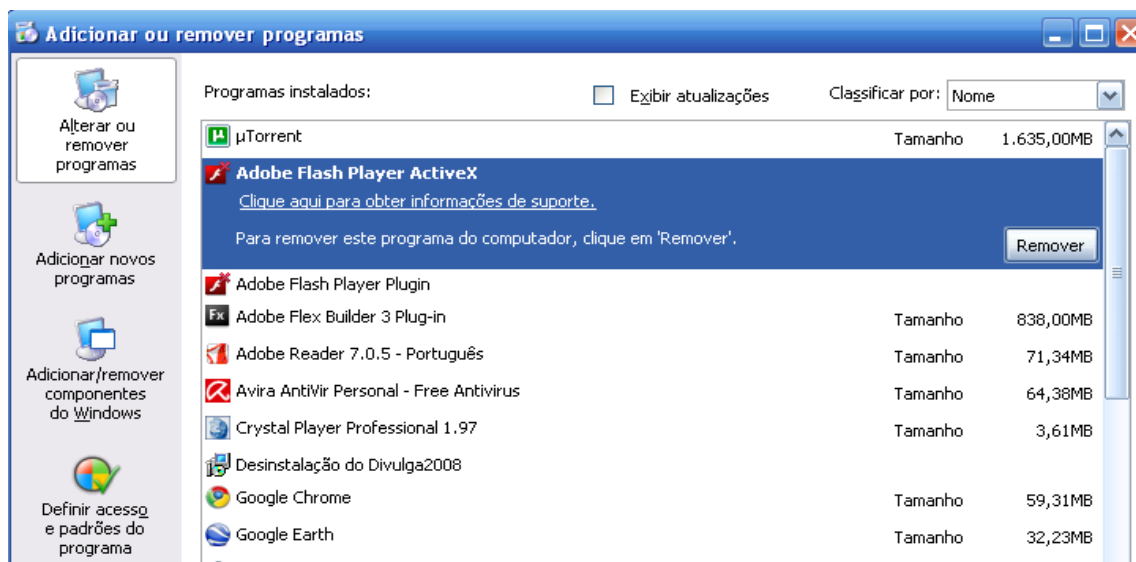 Adicionar ou remover programas
Alterar ou
remover
programas
Adicionar novos
programas
Adicionar/remover
componentes
do Windows
Definir acesso
e padrões do
programa
Programas instalados:
Exibir atualizações
Classificar por: Nome
µTorrent Tamanho 1.635,00MB
Adobe Flash Player ActiveX
Clique aqui para obter informações de suporte.
Para remover este programa do computador, clique em 'Remover'. Remover
Adobe Flash Player Plugin
Fx Adobe Flex Builder 3 Plug-in Tamanho 838,00MB
Adobe Reader 7.0.5 - Português Tamanho 71,34MB
Avira AntiVir Personal - Free Antivirus Tamanho 64,38MB
Crystal Player Professional 1.97 Tamanho 3,61MB
Desinstalação do Divulga2008
Google Chrome Tamanho 59,31MB
Google Earth Tamanho 32,23MB